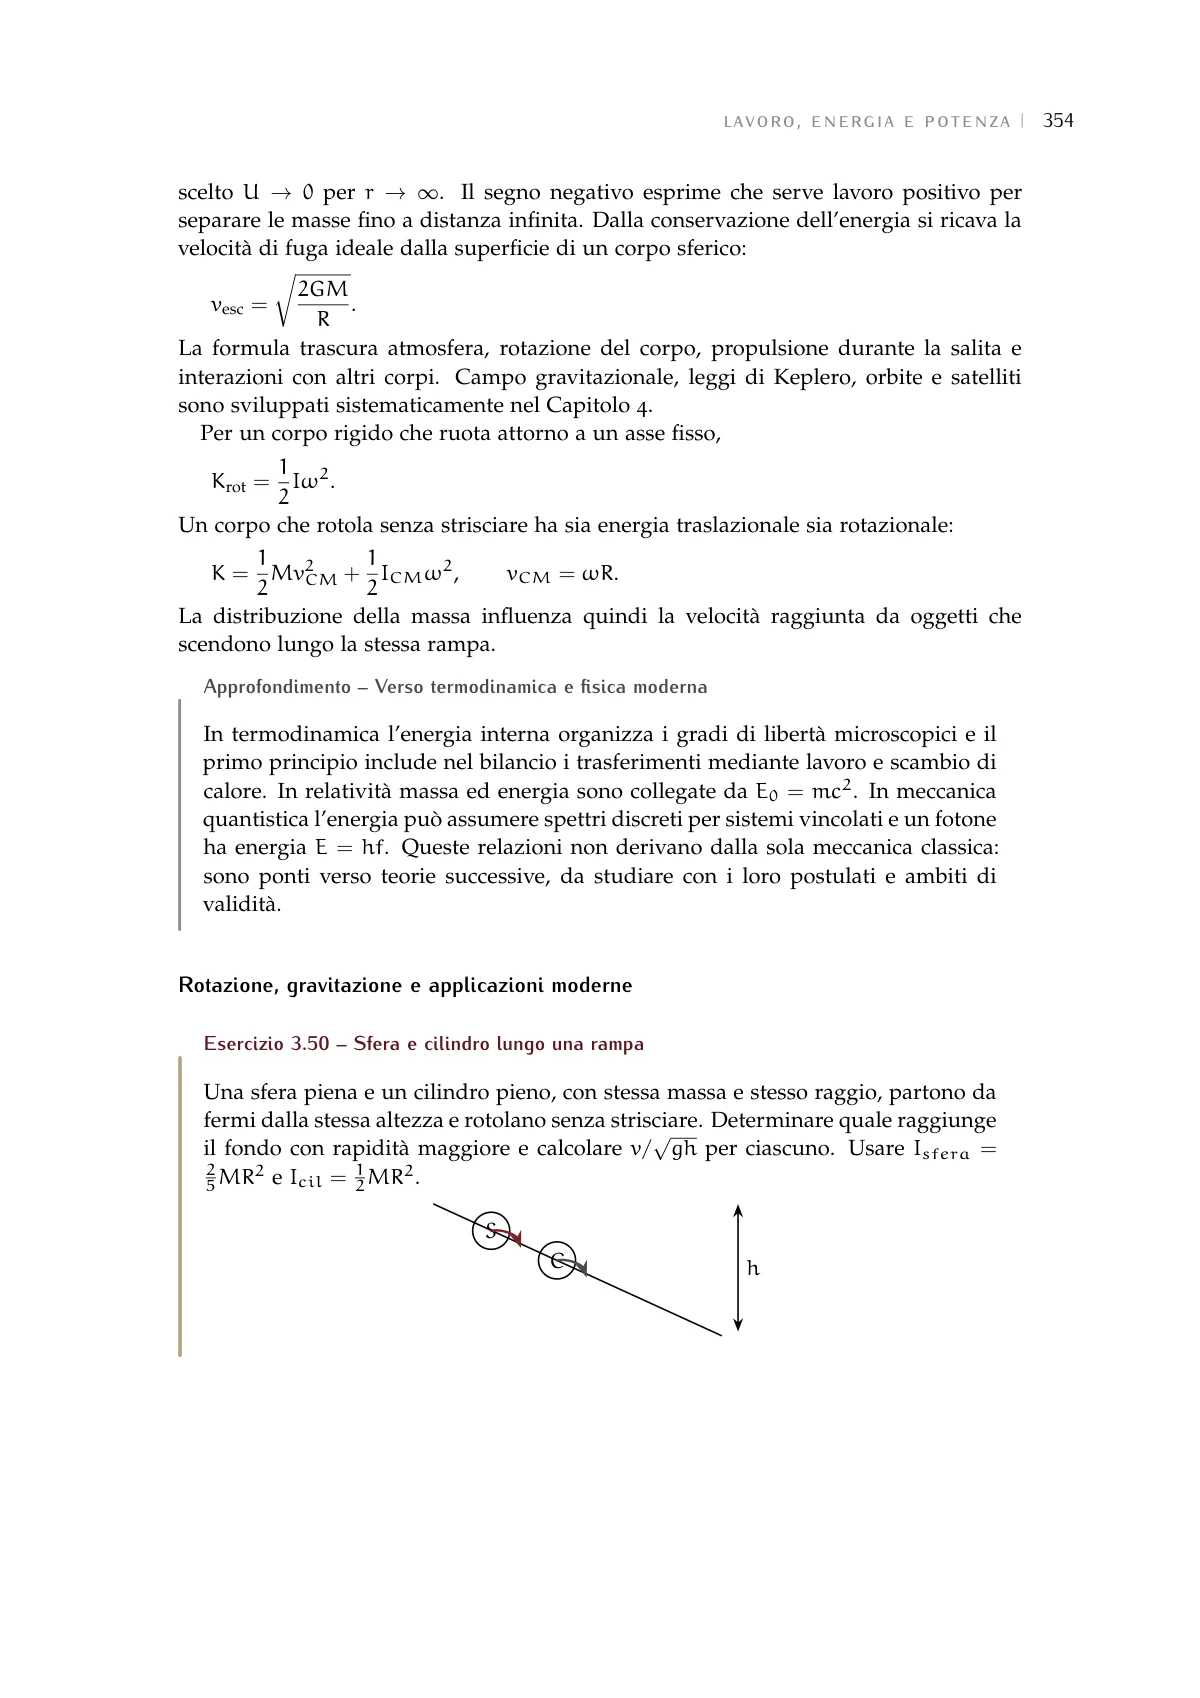 LAVORO, ENERGIA E POTENZA | 354
scelto U → 0 per r → ∞. Il segno negativo esprime che serve lavoro positivo per
separare le masse fino a distanza infinita. Dalla conservazione dell'energia si ricava la
velocità di fuga ideale dalla superficie di un corpo sferico:
v_esc = √(2GM/R).
La formula trascura atmosfera, rotazione del corpo, propulsione durante la salita e
interazioni con altri corpi. Campo gravitazionale, leggi di Keplero, orbite e satelliti
sono sviluppati sistematicamente nel Capitolo 4.
Per un corpo rigido che ruota attorno a un asse fisso,
K_rot = 1/2 Iω².
Un corpo che rotola senza strisciare ha sia energia traslazionale sia rotazionale:
K = 1/2 Mv²_CM + 1/2 I_CM ω², v_CM = ωR.
La distribuzione della massa influenza quindi la velocità raggiunta da oggetti che
scendono lungo la stessa rampa.
Approfondimento – Verso termodinamica e fisica moderna
In termodinamica l'energia interna organizza i gradi di libertà microscopici e il
primo principio include nel bilancio i trasferimenti mediante lavoro e scambio di
calore. In relatività massa ed energia sono collegate da E₀ = mc². In meccanica
quantistica l'energia può assumere spettri discreti per sistemi vincolati e un fotone
ha energia E = hf. Queste relazioni non derivano dalla sola meccanica classica:
sono ponti verso teorie successive, da studiare con i loro postulati e ambiti di
validità.
Rotazione, gravitazione e applicazioni moderne
Esercizio 3.50 – Sfera e cilindro lungo una rampa
Una sfera piena e un cilindro pieno, con stessa massa e stesso raggio, partono da
fermi dalla stessa altezza e rotolano senza strisciare. Determinare quale raggiunge
il fondo con rapidità maggiore e calcolare v/√gh per ciascuno. Usare I_sfera =
2/5 MR² e I_cil = 1/2 MR².
S
C
h